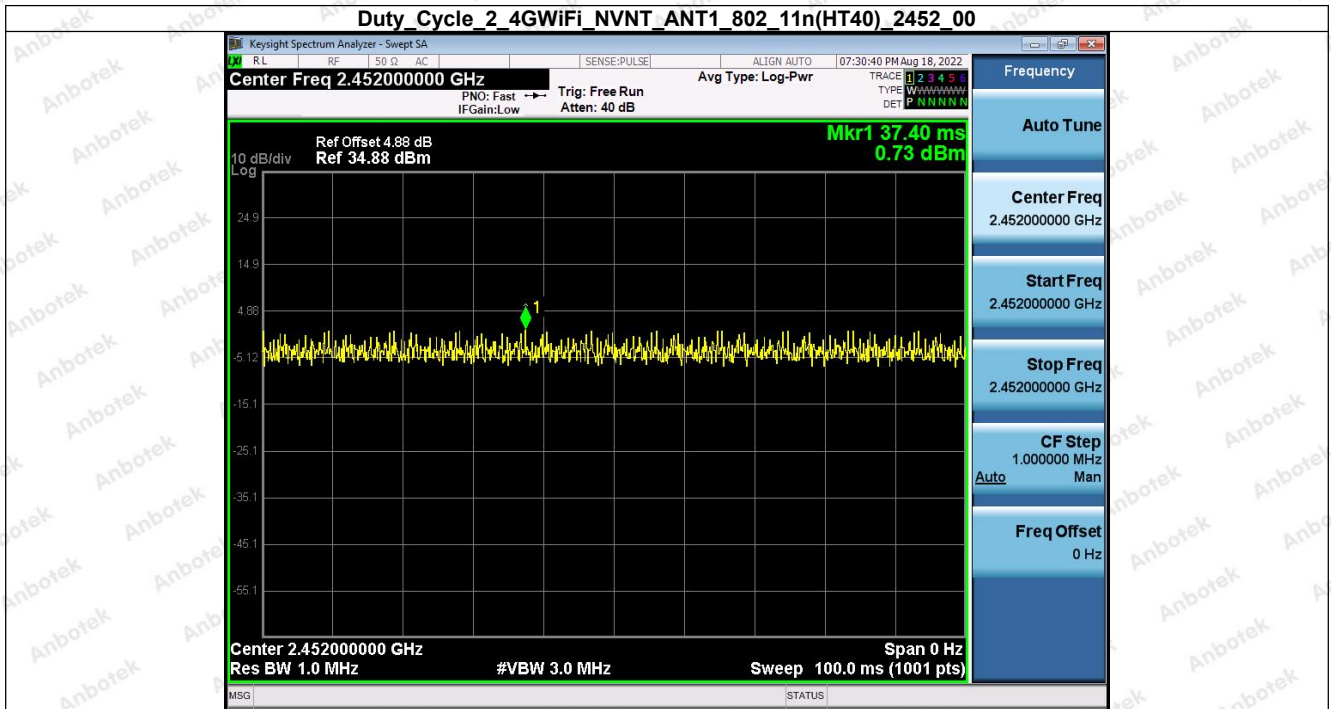 Duty_Cycle_2_4GWiFi_NVNT_ANT1_802_11n(HT40)_2452_00
Keysight Spectrum Analyzer - Swept SA
LXI RL RF 50 Ω AC SENSE:PULSE ALIGN AUTO 07:30:40 PM Aug 18, 2022
Center Freq 2.452000000 GHz
PNO: Fast
IFGain:Low
Trig: Free Run
Atten: 40 dB
Avg Type: Log-Pwr
TRACE 1 2 3 4 5 6
TYPE WWWWWW
DET P N N N N N
Frequency
Auto Tune
Center Freq
2.452000000 GHz
Start Freq
2.452000000 GHz
Stop Freq
2.452000000 GHz
CF Step
1.000000 MHz
Auto Man
Freq Offset
0 Hz
Mkr1 37.40 ms
0.73 dBm
Ref Offset 4.88 dB
10 dB/div Ref 34.88 dBm
Log
24.9
14.9
4.88
1
-5.12
-15.1
-25.1
-35.1
-45.1
-55.1
Center 2.452000000 GHz Span 0 Hz
Res BW 1.0 MHz #VBW 3.0 MHz Sweep 100.0 ms (1001 pts)
MSG STATUS
Anbotek